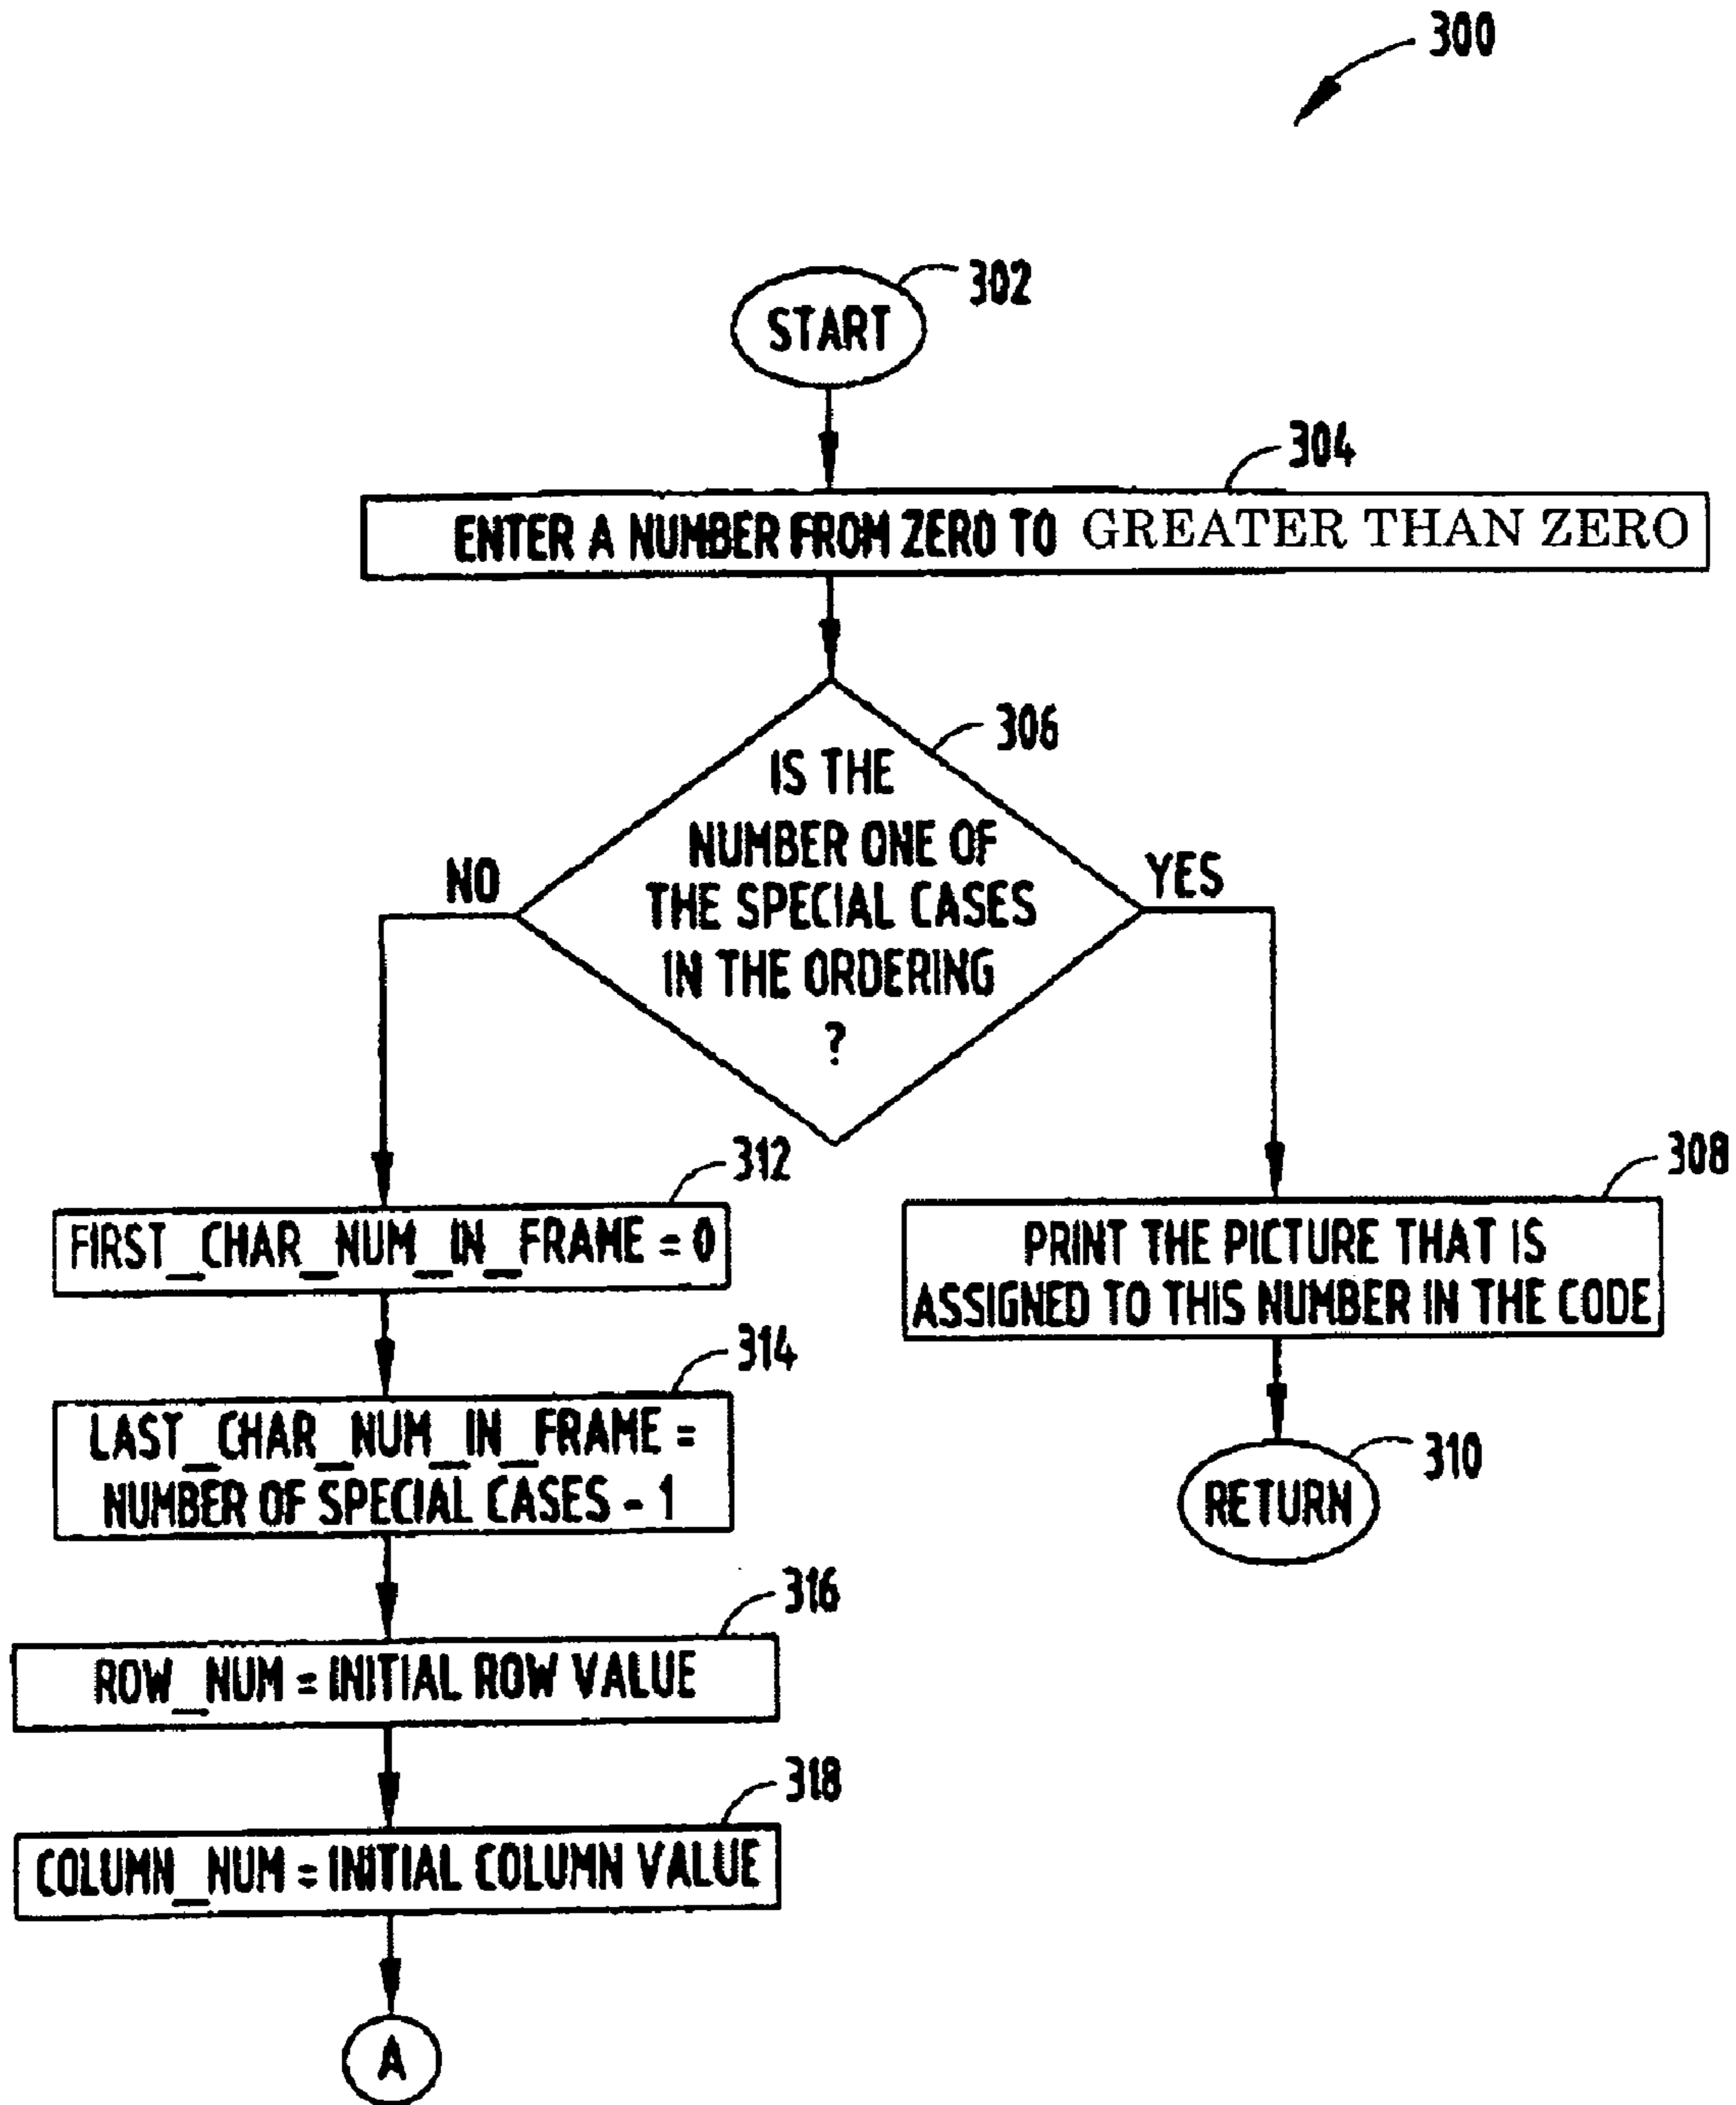 300
302
START
304
ENTER A NUMBER FROM ZERO TO GREATER THAN ZERO
306
IS THE
NUMBER ONE OF
THE SPECIAL CASES
IN THE ORDERING
?
NO
YES
312
FIRST_CHAR_NUM_IN_FRAME = 0
308
PRINT THE PICTURE THAT IS
ASSIGNED TO THIS NUMBER IN THE CODE
314
LAST_CHAR_NUM_IN_FRAME =
NUMBER OF SPECIAL CASES - 1
310
RETURN
316
ROW_NUM = INITIAL ROW VALUE
318
COLUMN_NUM = INITIAL COLUMN VALUE
A